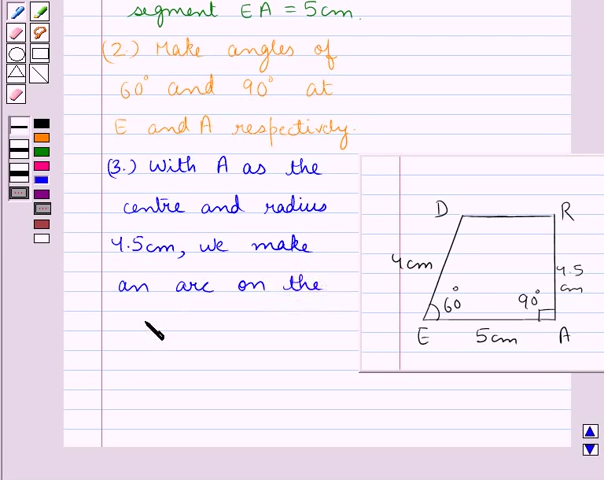 segment EA = 5cm.
(2.) Make angles of
60° and 90° at
E and A respectively.
(3.) With A as the
centre and radius
4.5cm, we make
an arc on the
D
R
4cm
4.5
cm
60°
90°
E
5cm
A